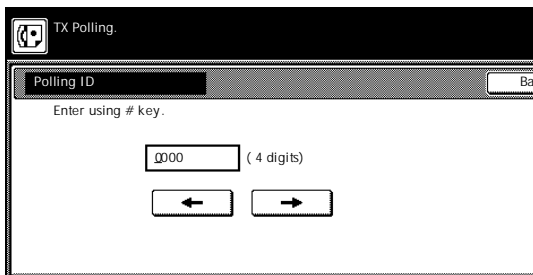 TX Polling.
Polling ID
Ba
Enter using # key.
0000 ( 4 digits)